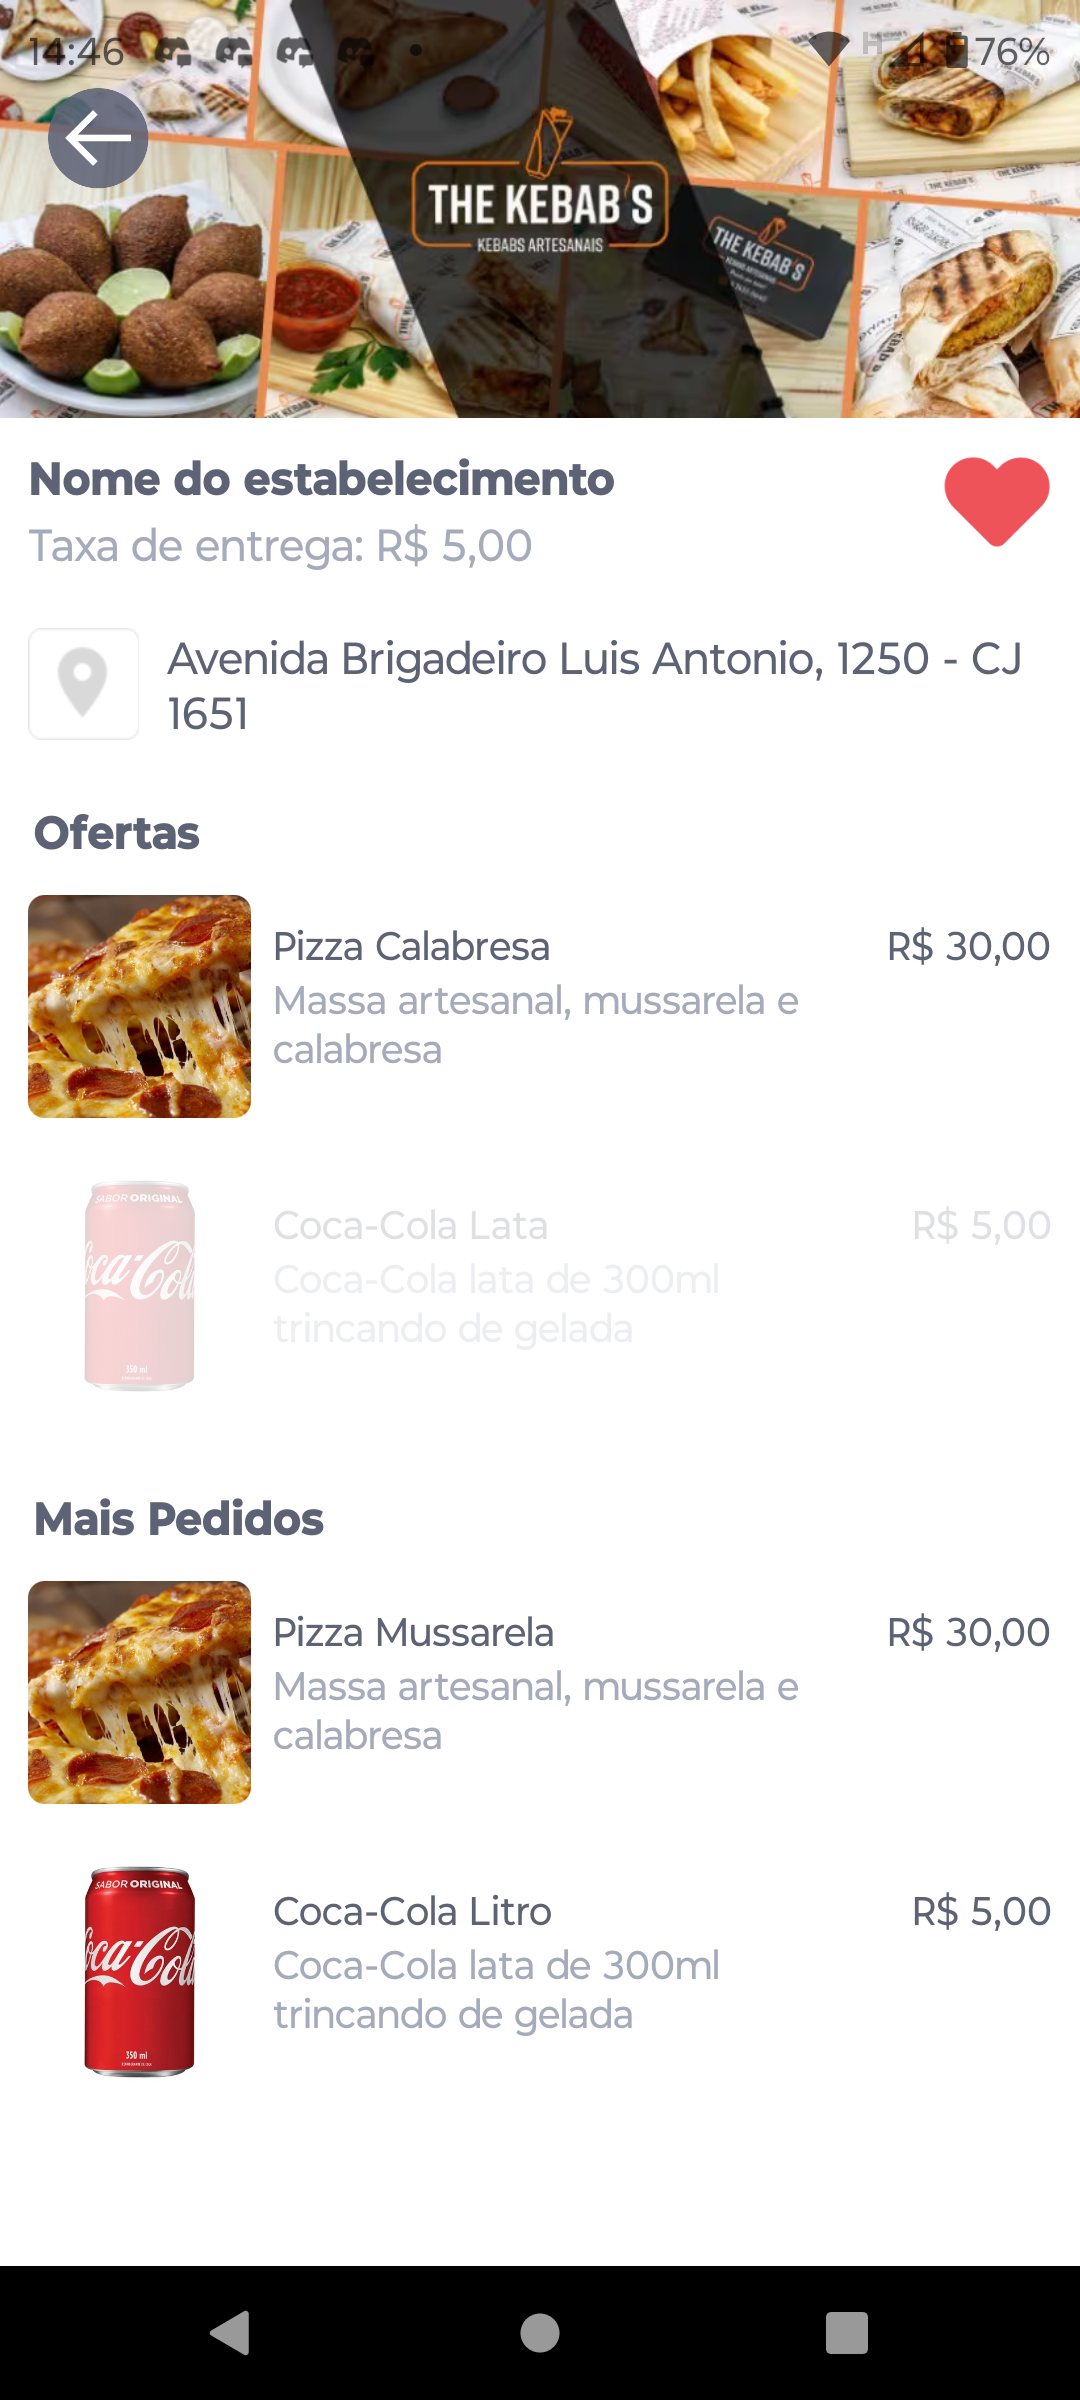 14:46
76%
THE KEBAB'S
KEBABS ARTESANAIS
THE KEBAB'S
Nome do estabelecimento
Taxa de entrega: R$ 5,00
Avenida Brigadeiro Luis Antonio, 1250 - CJ
1651
Ofertas
Pizza Calabresa
R$ 30,00
Massa artesanal, mussarela e
calabresa
SABOR ORIGINAL
Coca-Cola
350 ml
Coca-Cola Lata
R$ 5,00
Coca-Cola lata de 300ml
trincando de gelada
Mais Pedidos
Pizza Mussarela
R$ 30,00
Massa artesanal, mussarela e
calabresa
SABOR ORIGINAL
Coca-Cola
350 ml
Coca-Cola Litro
R$ 5,00
Coca-Cola lata de 300ml
trincando de gelada